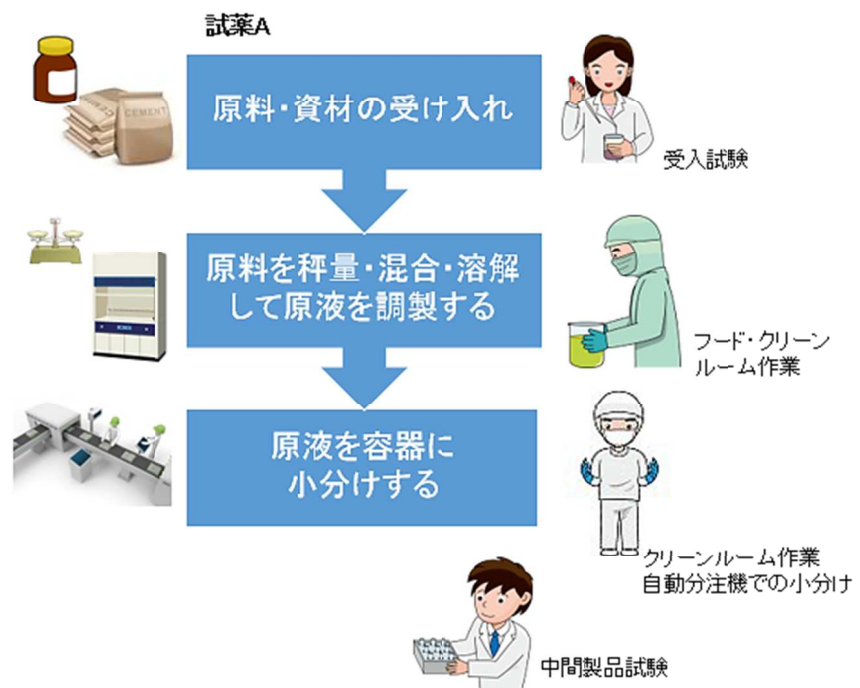 試薬A
原料・資材の受け入れ
CEMENT
受入試験
原料を秤量・混合・溶解
して原液を調製する
フード・クリーン
ルーム作業
原液を容器に
小分けする
クリーンルーム作業
自動分注機での小分け
中間製品試験